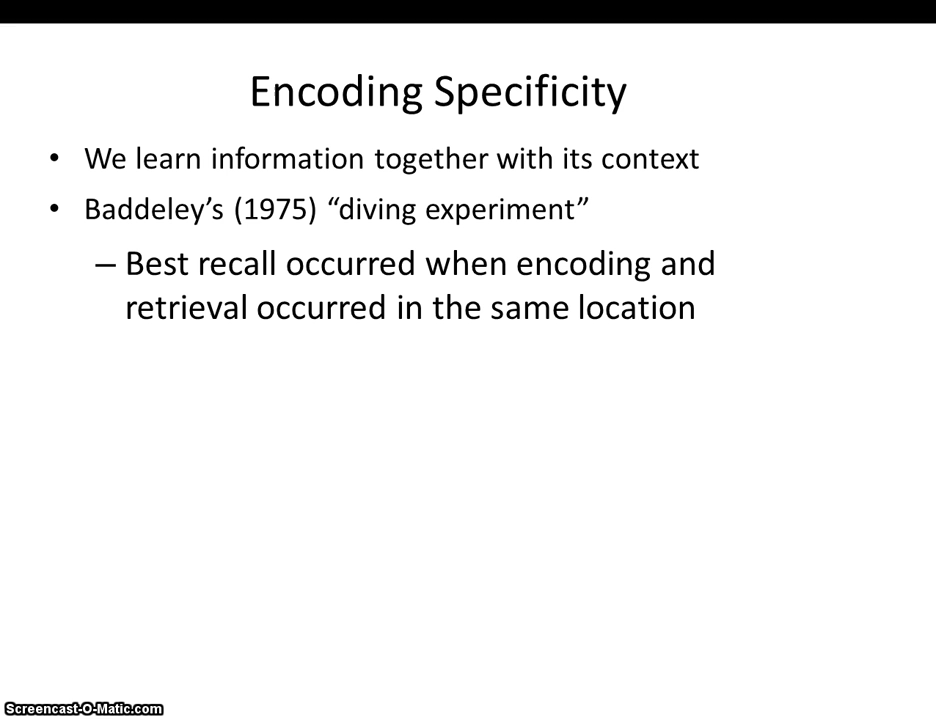 Encoding Specificity
• We learn information together with its context
• Baddeley’s (1975) “diving experiment”
– Best recall occurred when encoding and
retrieval occurred in the same location
Screencast-O-Matic.com